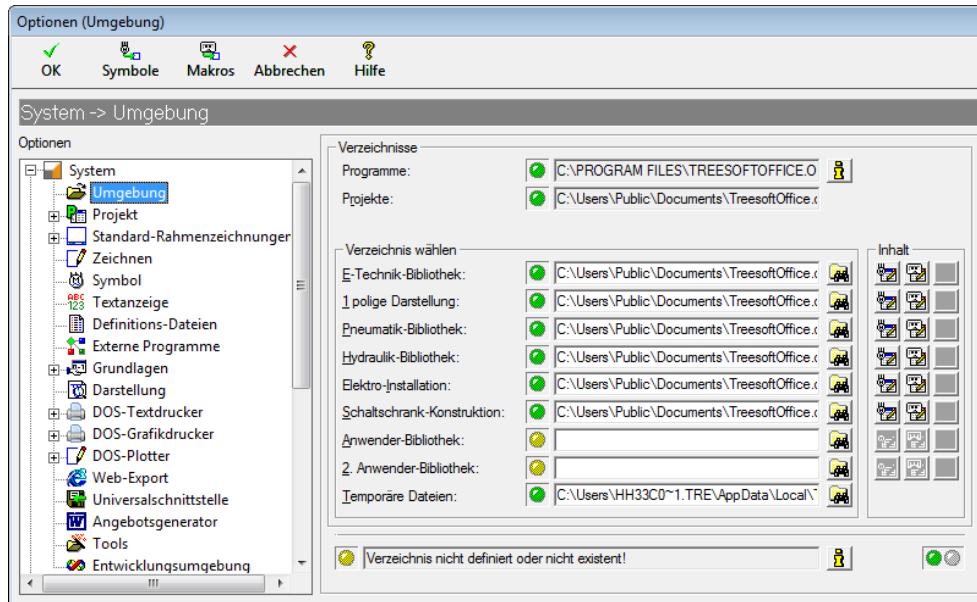 Optionen (Umgebung)
OK Symbole Makros Abbrechen Hilfe
System -> Umgebung
Optionen
System
Umgebung
Projekt
Standard-Rahmenzeichnungen
Zeichnen
Symbol
ABC 123 Textanzeige
Definitions-Dateien
Externe Programme
Grundlagen
Darstellung
DOS-Textdrucker
DOS-Grafikdrucker
DOS-Plotter
Web-Export
Universalschnittstelle
W Angebotsgenerator
Tools
Entwicklungsumgebung
Verzeichnisse
Programme: C:\PROGRAM FILES\TREESOFTOFFICE.O
Projekte: C:\Users\Public\Documents\TreesoftOffice.o
Verzeichnis wählen Inhalt
E-Technik-Bibliothek: C:\Users\Public\Documents\TreesoftOffice.o
1 polige Darstellung: C:\Users\Public\Documents\TreesoftOffice.o
Pneumatik-Bibliothek: C:\Users\Public\Documents\TreesoftOffice.o
Hydraulik-Bibliothek: C:\Users\Public\Documents\TreesoftOffice.o
Elektro-Installation: C:\Users\Public\Documents\TreesoftOffice.o
Schaltschrank-Konstruktion: C:\Users\Public\Documents\TreesoftOffice.o
Anwender-Bibliothek:
2. Anwender-Bibliothek:
Temporäre Dateien: C:\Users\HH33C0~1.TRE\AppData\Local\T
Verzeichnis nicht definiert oder nicht existent!